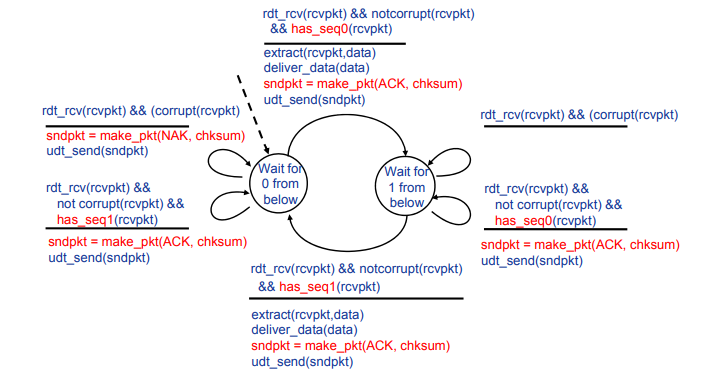 rdt_rcv(rcvpkt) && notcorrupt(rcvpkt)
&& has_seq0(rcvpkt)
extract(rcvpkt,data)
deliver_data(data)
sndpkt = make_pkt(ACK, chksum)
udt_send(sndpkt)
rdt_rcv(rcvpkt) && (corrupt(rcvpkt)
sndpkt = make_pkt(NAK, chksum)
udt_send(sndpkt)
rdt_rcv(rcvpkt) &&
not corrupt(rcvpkt) &&
has_seq1(rcvpkt)
sndpkt = make_pkt(ACK, chksum)
udt_send(sndpkt)
Wait for
0 from
below
Wait for
1 from
below
rdt_rcv(rcvpkt) && (corrupt(rcvpkt)
rdt_rcv(rcvpkt) &&
not corrupt(rcvpkt) &&
has_seq0(rcvpkt)
sndpkt = make_pkt(ACK, chksum)
udt_send(sndpkt)
rdt_rcv(rcvpkt) && notcorrupt(rcvpkt)
&& has_seq1(rcvpkt)
extract(rcvpkt,data)
deliver_data(data)
sndpkt = make_pkt(ACK, chksum)
udt_send(sndpkt)